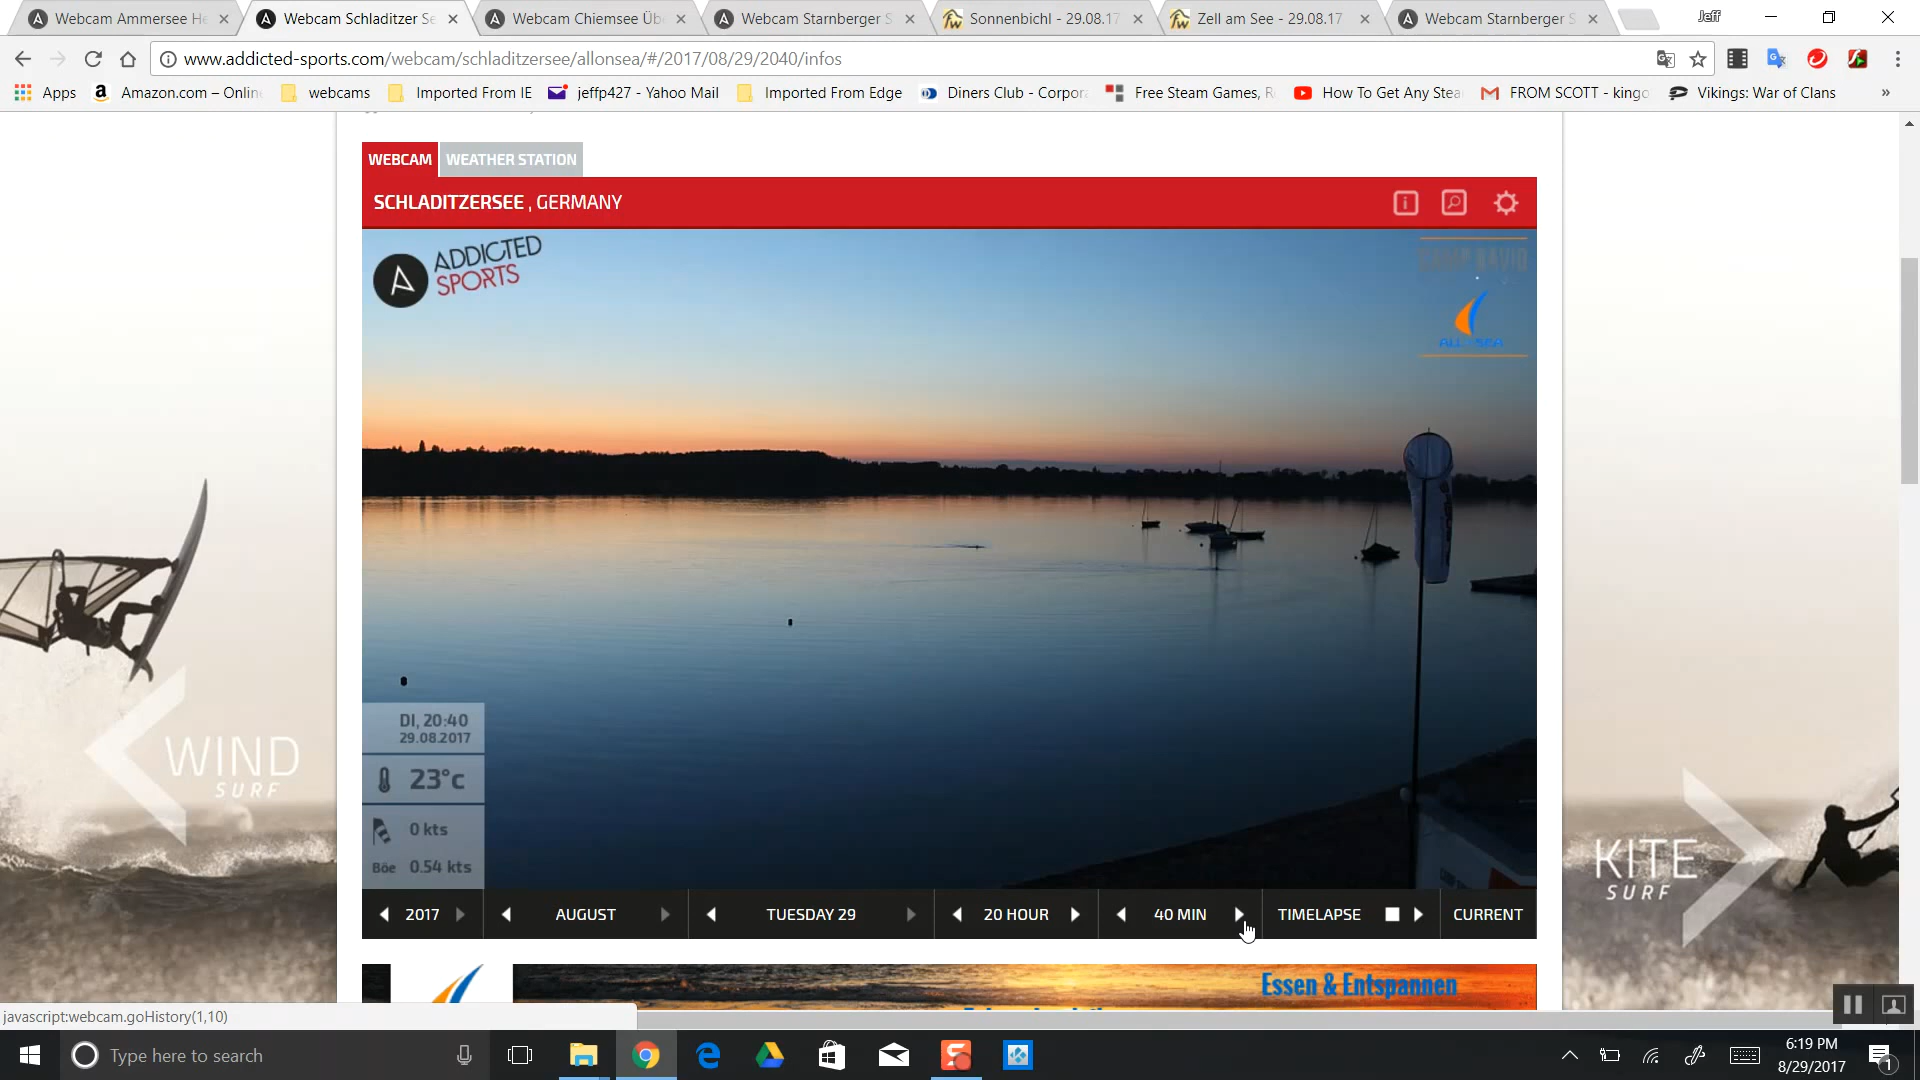 Webcam Ammersee He
Webcam Schladitzer Se
Webcam Chiemsee Üb
Webcam Starnberger S
Sonnenbichl - 29.08.17
Zell am See - 29.08.17
Webcam Starnberger S
Jeff
www.addicted-sports.com/webcam/schladitzersee/allonsea/#/2017/08/29/2040/infos
Apps
Amazon.com – Onlin
webcams
Imported From IE
jeffp427 - Yahoo Mail
Imported From Edge
Diners Club - Corpor
Free Steam Games, R
How To Get Any Stea
FROM SCOTT - kingo
Vikings: War of Clans
»
WEBCAM
WEATHER STATION
SCHLADITZERSEE , GERMANY
ADDICTED
SPORTS
CAMP DAVID
DI, 20:40
29.08.2017
23°c
0 kts
Böe 0.54 kts
WIND
SURF
KITE
SURF
2017
AUGUST
TUESDAY 29
20 HOUR
40 MIN
TIMELAPSE
CURRENT
Essen & Entspannen
javascript:webcam.goHistory(1,10)
Type here to search
6:19 PM
8/29/2017
1